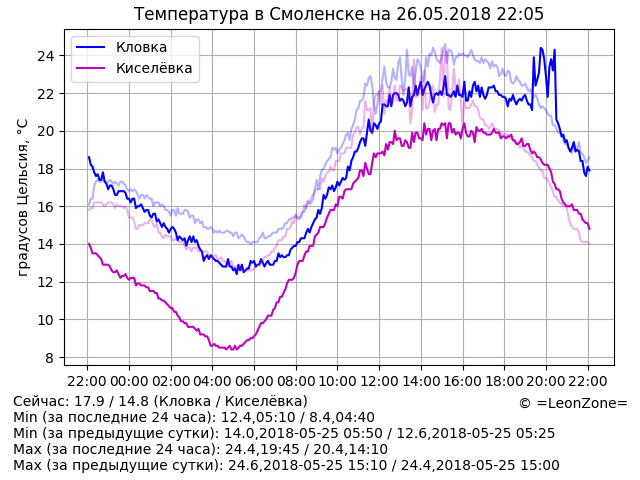 Температура в Смоленске на 26.05.2018 22:05
Кловка
Киселёвка
градусов Цельсия, °C
24
22
20
18
16
14
12
10
8
22:00 00:00 02:00 04:00 06:00 08:00 10:00 12:00 14:00 16:00 18:00 20:00 22:00
Сейчас: 17.9 / 14.8 (Кловка / Киселёвка)
© =LeonZone=
Min (за последние 24 часа): 12.4,05:10 / 8.4,04:40
Min (за предыдущие сутки): 14.0,2018-05-25 05:50 / 12.6,2018-05-25 05:25
Max (за последние 24 часа): 24.4,19:45 / 20.4,14:10
Max (за предыдущие сутки): 24.6,2018-05-25 15:10 / 24.4,2018-05-25 15:00